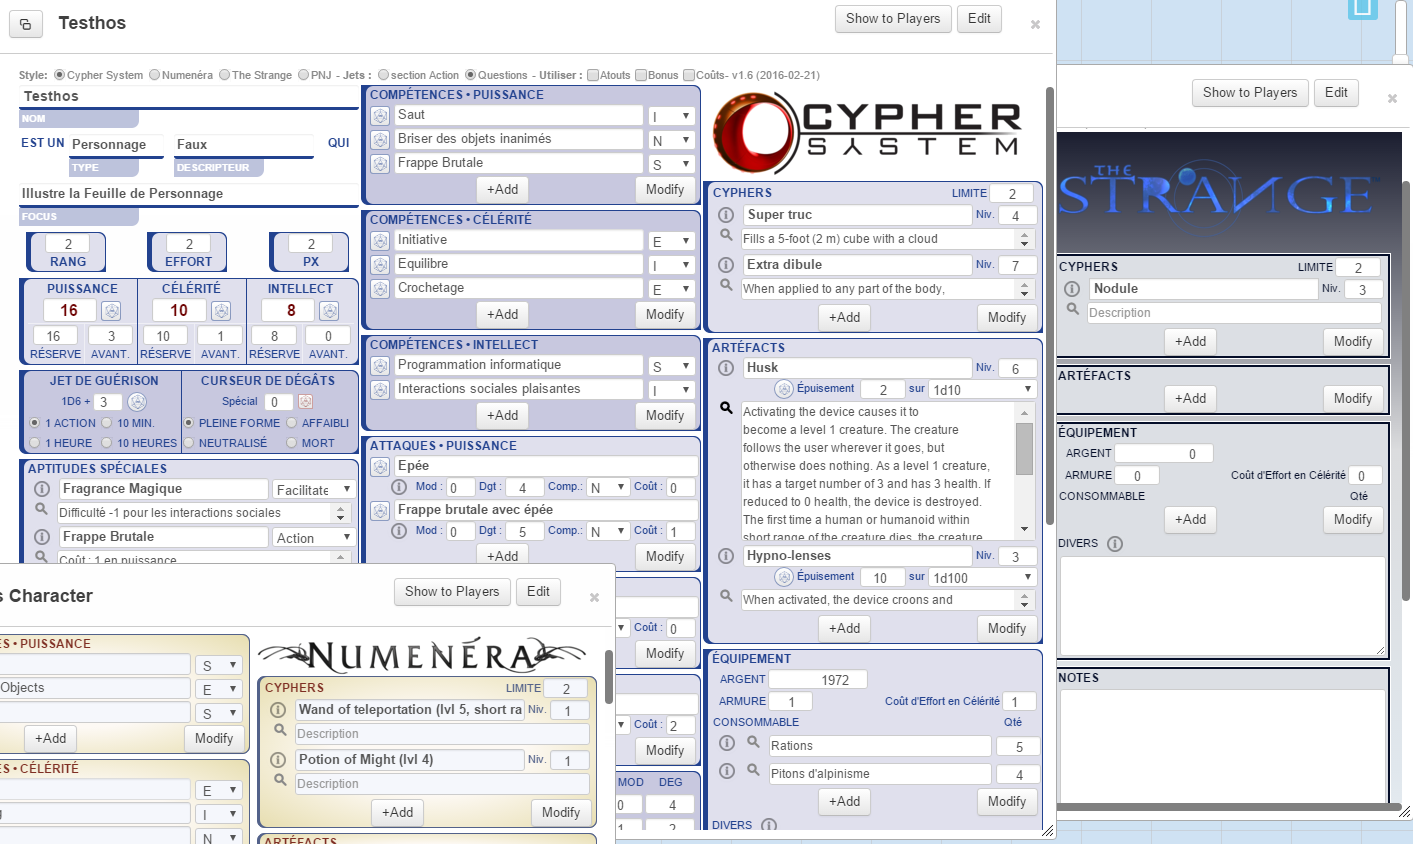 Testhos
Show to Players Edit
Style: Cypher System Numenéra The Strange PNJ - Jets : section Action Questions - Utiliser : Atouts Bonus Coûts- v1.6 (2016-02-21)
Testhos
NOM
EST UN Personnage Faux QUI
TYPE DESCRIPTEUR
Illustre la Feuille de Personnage
FOCUS
2 2 2
RANG EFFORT PX
PUISSANCE CÉLÉRITÉ INTELLECT
16 10 8
16 3 10 1 8 0
RÉSERVE AVANT. RÉSERVE AVANT. RÉSERVE AVANT.
JET DE GUÉRISON CURSEUR DE DÉGÂTS
1D6 + 3 Spécial 0
1 ACTION 10 MIN. PLEINE FORME AFFAIBLI
1 HEURE 10 HEURES NEUTRALISÉ MORT
APTITUDES SPÉCIALES
Fragrance Magique Facilitate
Difficulté -1 pour les interactions sociales
Frappe Brutale Action
Coût : 1 en puissance
COMPÉTENCES • PUISSANCE
Saut I
Briser des objets inanimés N
Frappe Brutale S
+Add Modify
COMPÉTENCES • CÉLÉRITÉ
Initiative E
Equilibre I
Crochetage E
+Add Modify
COMPÉTENCES • INTELLECT
Programmation informatique S
Interactions sociales plaisantes I
+Add Modify
ATTAQUES • PUISSANCE
Epée
Mod : 0 Dgt : 4 Comp.: N Coût : 0
Frappe brutale avec épée
Mod : 0 Dgt : 5 Comp.: N Coût : 1
+Add Modify
Coût : 0
Modify
Coût : 2
Modify
MOD DEG
0 4
1 2
CYPHER
SYSTEM
CYPHERS LIMITE 2
Super truc Niv. 4
Fills a 5-foot (2 m) cube with a cloud
Extra dibule Niv. 7
When applied to any part of the body,
+Add Modify
ARTÉFACTS
Husk Niv. 6
Épuisement 2 sur 1d10
Activating the device causes it to
become a level 1 creature. The creature
follows the user wherever it goes, but
otherwise does nothing. As a level 1 creature,
it has a target number of 3 and has 3 health. If
reduced to 0 health, the device is destroyed.
The first time a human or humanoid within
short range of the creature dies, the creature
Hypno-lenses Niv. 3
Épuisement 10 sur 1d100
When activated, the device croons and
+Add Modify
ÉQUIPEMENT
ARGENT 1972
ARMURE 1 Coût d'Effort en Célérité 1
CONSOMMABLE Qté
Rations 5
Pitons d'alpinisme 4
+Add Modify
DIVERS
Show to Players Edit
THE
STRANGE
CYPHERS LIMITE 2
Nodule Niv. 3
Description
+Add Modify
ARTÉFACTS
+Add Modify
ÉQUIPEMENT
ARGENT 0
ARMURE 0 Coût d'Effort en Célérité 0
CONSOMMABLE Qté
+Add Modify
DIVERS
NOTES
s Character
Show to Players Edit
ES • PUISSANCE
S
Objects E
S
+Add Modify
ES • CÉLÉRITÉ
E
g I
N
NUMENÉRA
CYPHERS LIMITE 2
Wand of teleportation (lvl 5, short ra Niv. 1
Description
Potion of Might (lvl 4) Niv. 1
Description
+Add Modify
ARTÉFACTS